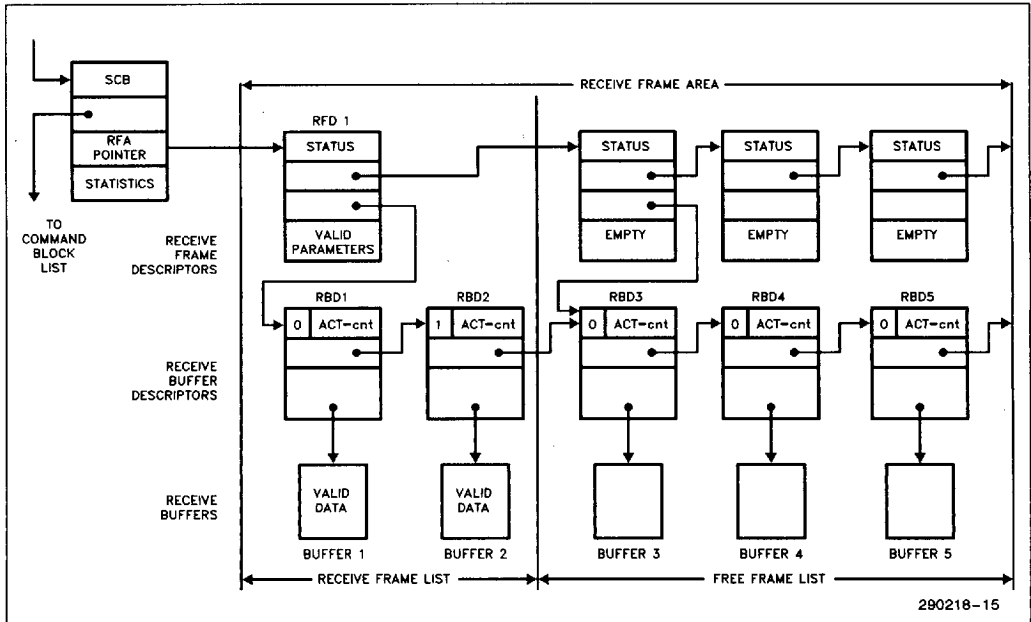 SCB
RFA
POINTER
STATISTICS
TO
COMMAND
BLOCK
LIST
RECEIVE FRAME AREA
RFD 1
STATUS
VALID
PARAMETERS
STATUS
EMPTY
STATUS
EMPTY
STATUS
EMPTY
RECEIVE
FRAME
DESCRIPTORS
RBD1
0 ACT-cnt
RBD2
1 ACT-cnt
RBD3
0 ACT-cnt
RBD4
0 ACT-cnt
RBD5
0 ACT-cnt
RECEIVE
BUFFER
DESCRIPTORS
RECEIVE
BUFFERS
VALID
DATA
BUFFER 1
VALID
DATA
BUFFER 2
BUFFER 3
BUFFER 4
BUFFER 5
RECEIVE FRAME LIST
FREE FRAME LIST
290218-15